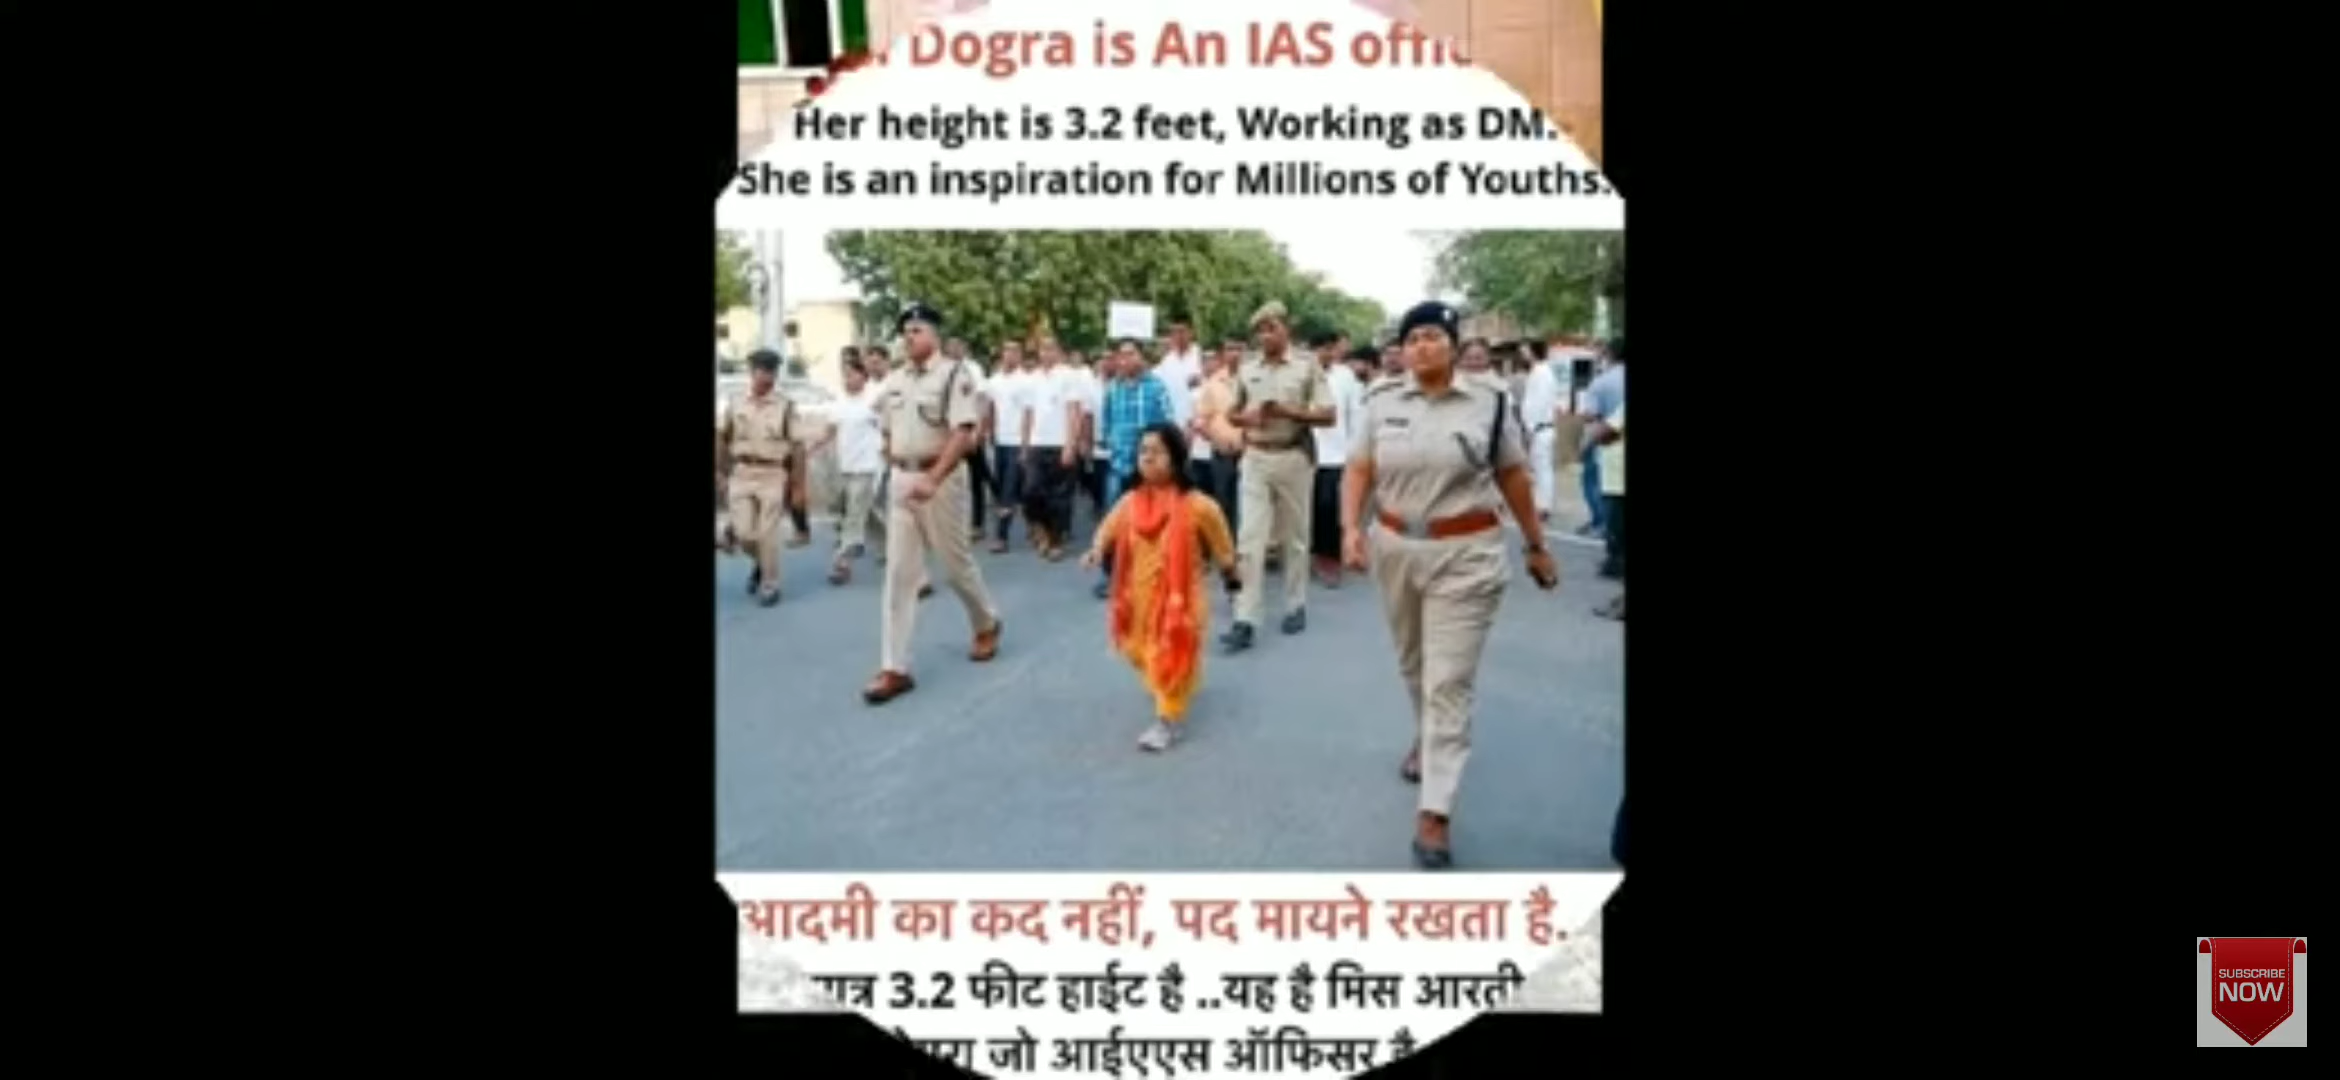 Dogra is An IAS
Her height is 3.2 feet, Working as DM.
She is an inspiration for Millions of Youths.
आदमी का कद नहीं, पद मायने रखता है.
3.2 फीट हाईट है ..यह है मिस आरती
जो आईएएस ऑफिसर
SUBSCRIBE
NOW